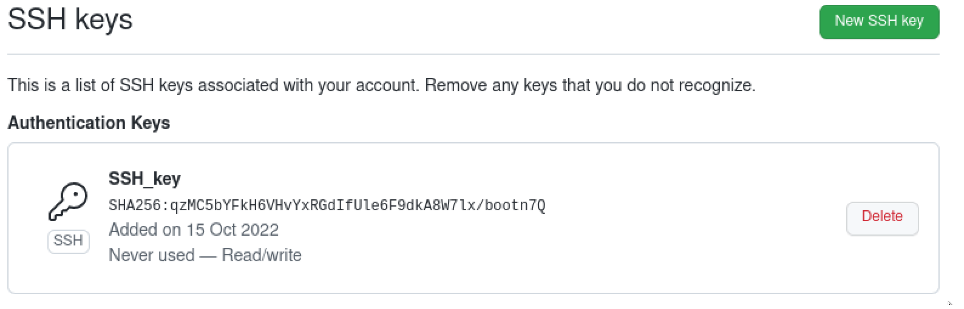 SSH keys
New SSH key
This is a list of SSH keys associated with your account. Remove any keys that you do not recognize.
Authentication Keys
SSH_key
SHA256:qzMC5bYFkH6VHvYxRGdIfUle6F9dkA8W7lx/bootn7Q
Added on 15 Oct 2022
Never used — Read/write
SSH
Delete